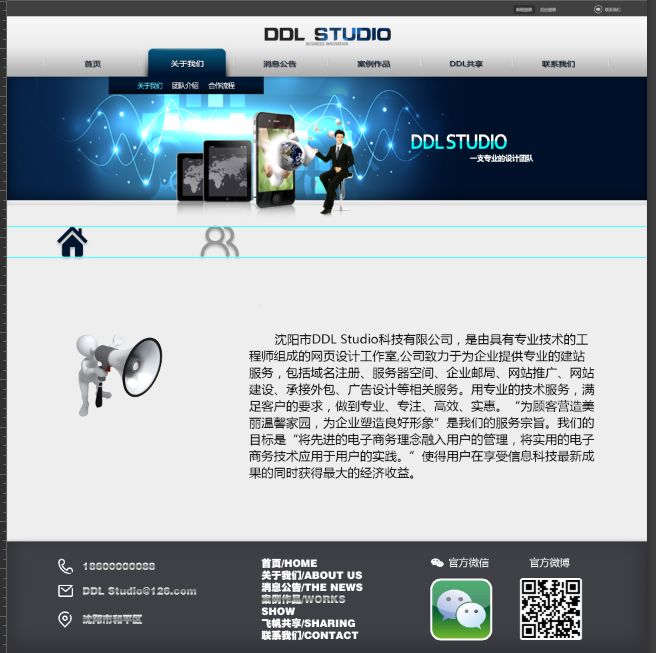 DDL STUDIO
BUSINESS INNOVATION
首页
关于我们
消息公告
案例作品
DDL共享
联系我们
关于我们 团队介绍 合作流程
DDL STUDIO
一支专业的设计团队
沈阳市DDL Studio科技有限公司，是由具有专业技术的工
程师组成的网页设计工作室,公司致力于为企业提供专业的建站
服务，包括域名注册、服务器空间、企业邮局、网站推广、网站
建设、承接外包、广告设计等相关服务。用专业的技术服务，满
足客户的要求，做到专业、专注、高效、实惠。“为顾客营造美
丽温馨家园，为企业塑造良好形象”是我们的服务宗旨。我们的
目标是“将先进的电子商务理念融入用户的管理，将实用的电子
商务技术应用于用户的实践。”使得用户在享受信息科技最新成
果的同时获得最大的经济收益。
18600000088
DDL Studio@126.com
沈阳市和平区
首页/HOME
关于我们/ABOUT US
消息公告/THE NEWS
案例作品/WORKS
SHOW
飞帆共享/SHARING
联系我们/CONTACT
官方微信
官方微博